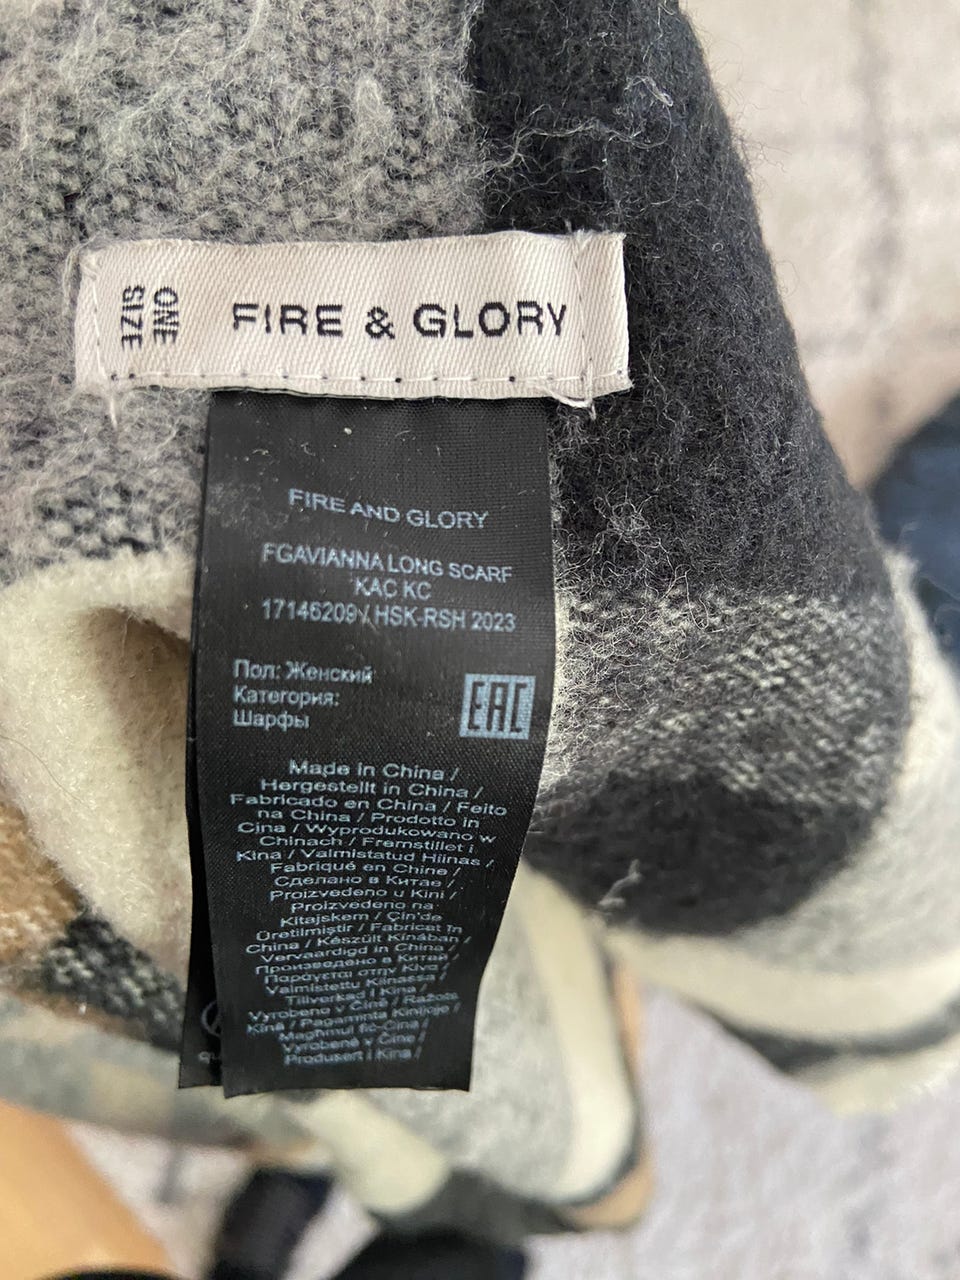 ONE
SIZE
FIRE & GLORY
FIRE AND GLORY
FGAVIANNA LONG SCARF
KAC KC
17146209 / HSK-RSH 2023
Пол: Женский
Категория:
Шарфы
EAC
Made in China /
Hergestellt in China /
Fabricado en China / Feito
na China / Prodotto in
Cina / Wyprodukowano w
Chinach / Fremstillet i
Kina / Valmistatud Hiinas /
Fabriqué en Chine /
Сделано в Китае /
Proizvedeno u Kini /
Proizvedeno na
Kitajskem / Çin'de
Üretilmiştir / Fabricat în
China / Készült Kínában /
Vervaardigd in China /
Произведено в Китай /
Παράγεται στην Κίνα /
Valmistettu Kiinassa /
Tillverkad i Kina /
Vyrobeno v Číně / Ražots
Ķīnā / Pagaminta Kinijoje /
Magħmul fiċ-Ċina /
Vyrobené v Číne /
Produsert i Kina /
qu